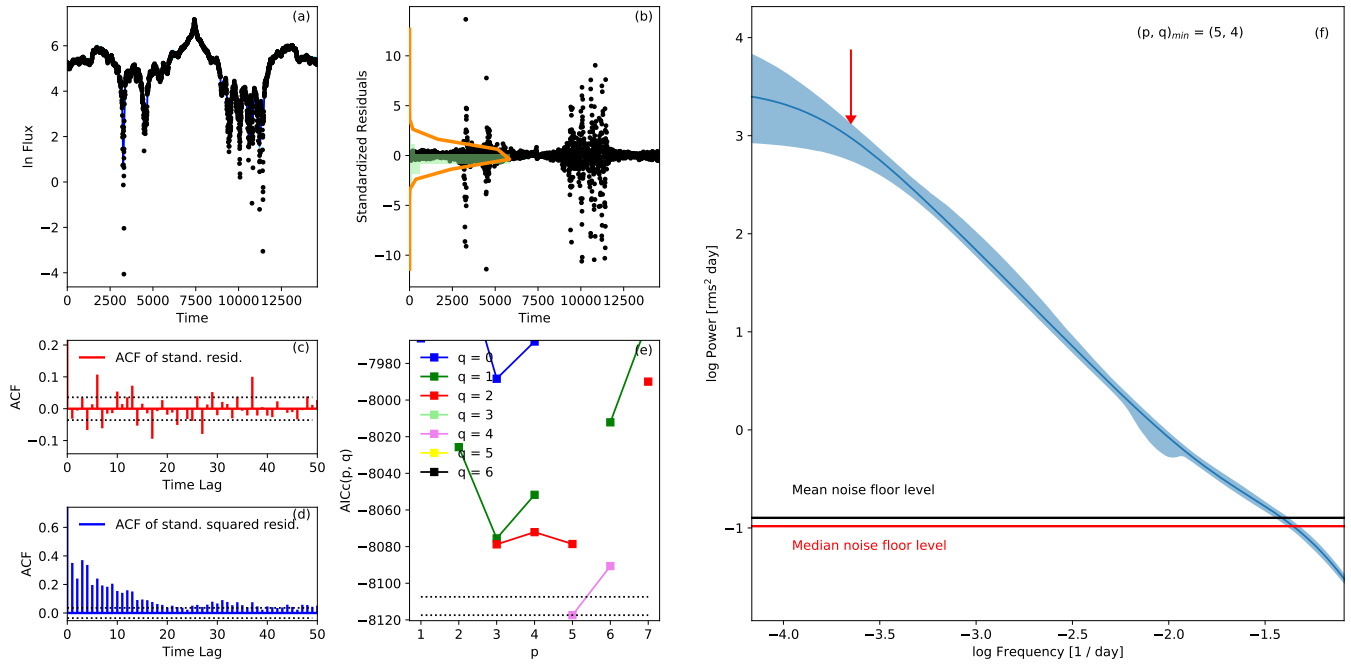 (a)
6
4
2
0
−2
−4
ln Flux
0 2500 5000 7500 10000 12500
Time
(b)
10
5
0
−5
−10
Standardized Residuals
0 2500 5000 7500 10000 12500
Time
(c)
ACF of stand. resid.
0.2
0.1
0.0
−0.1
ACF
0 10 20 30 40 50
Time Lag
(d)
ACF of stand. squared resid.
0.6
0.4
0.2
0.0
ACF
0 10 20 30 40 50
Time Lag
(e)
q = 0
q = 1
q = 2
q = 3
q = 4
q = 5
q = 6
−7980
−8000
−8020
−8040
−8060
−8080
−8100
−8120
AICc(p, q)
1 2 3 4 5 6 7
p
(p, q)min = (5, 4)
(f)
4
3
2
1
0
−1
log Power [rms² day]
Mean noise floor level
Median noise floor level
−4.0 −3.5 −3.0 −2.5 −2.0 −1.5
log Frequency [1 / day]